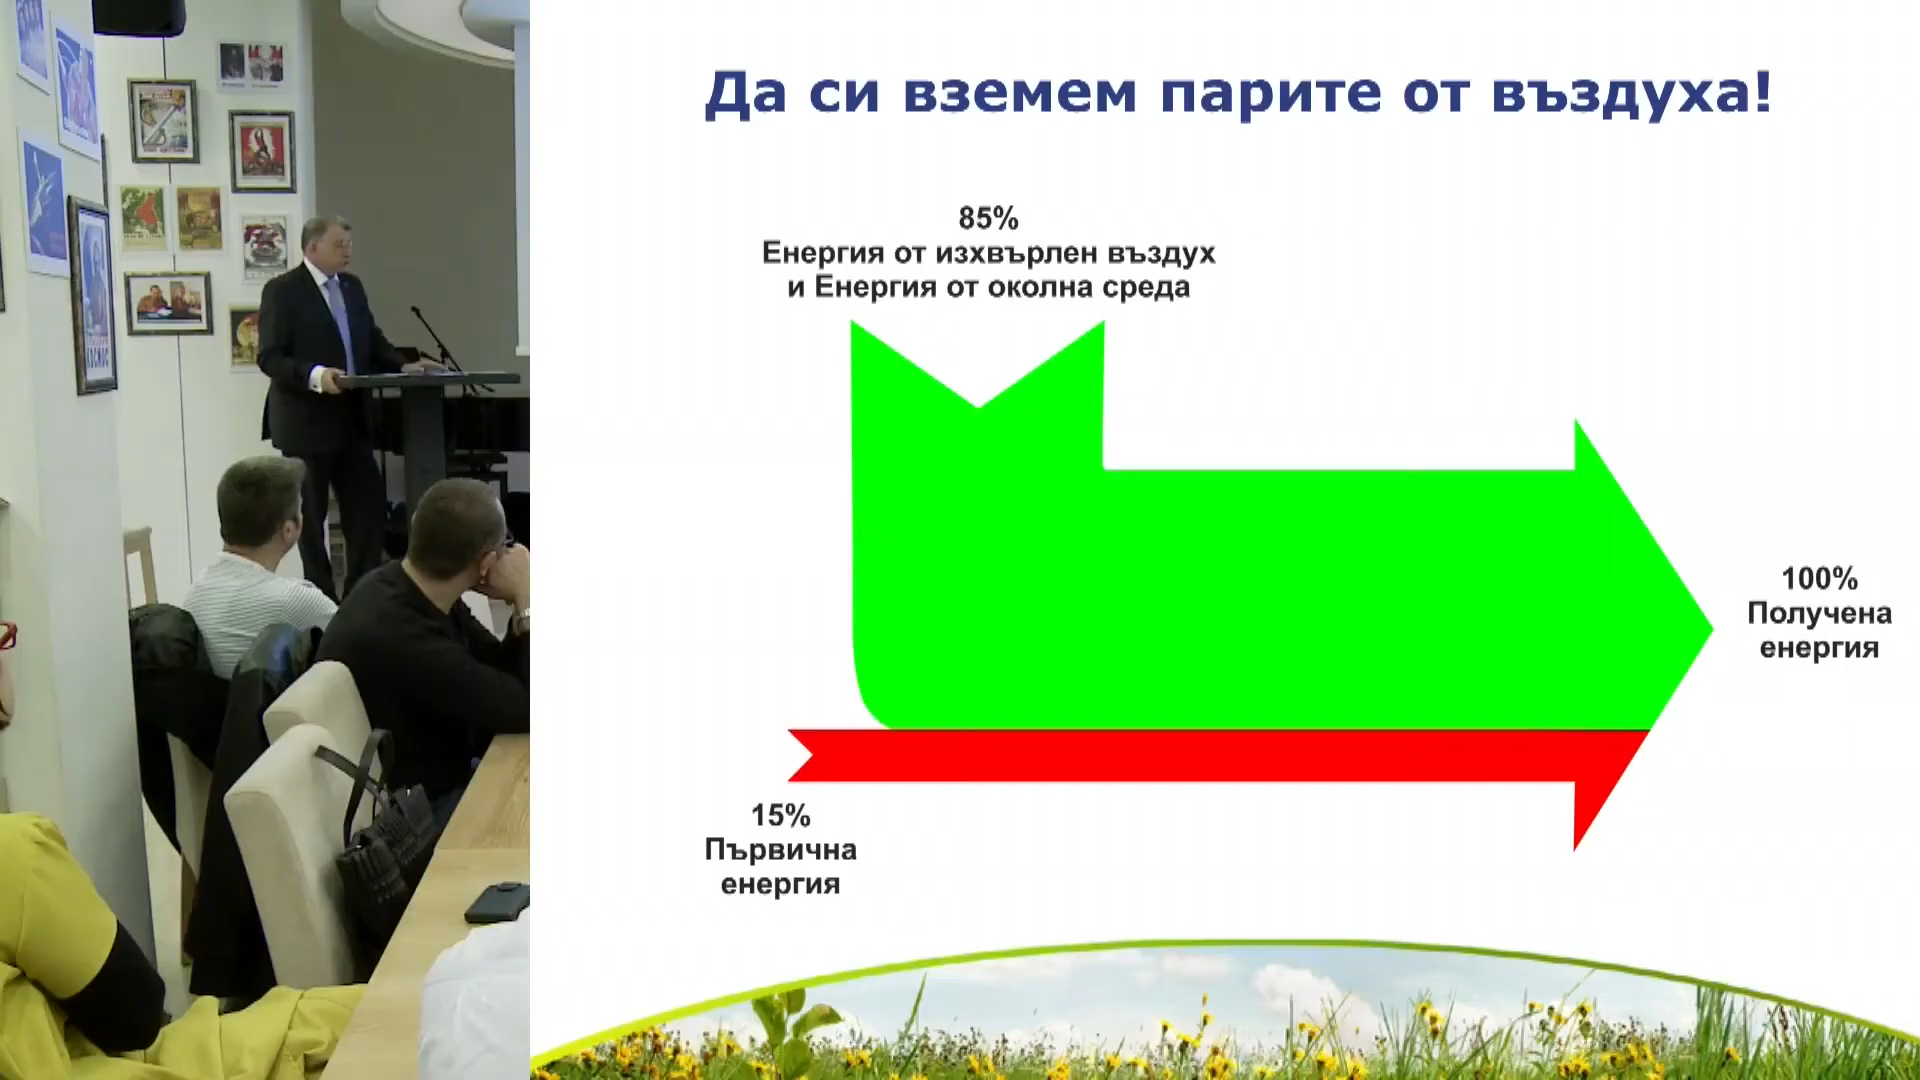 Да си вземем парите от въздуха!
85%
Енергия от изхвърлен въздух
и Енергия от околна среда
100%
Получена
енергия
15%
Първична
енергия
КОСМОС